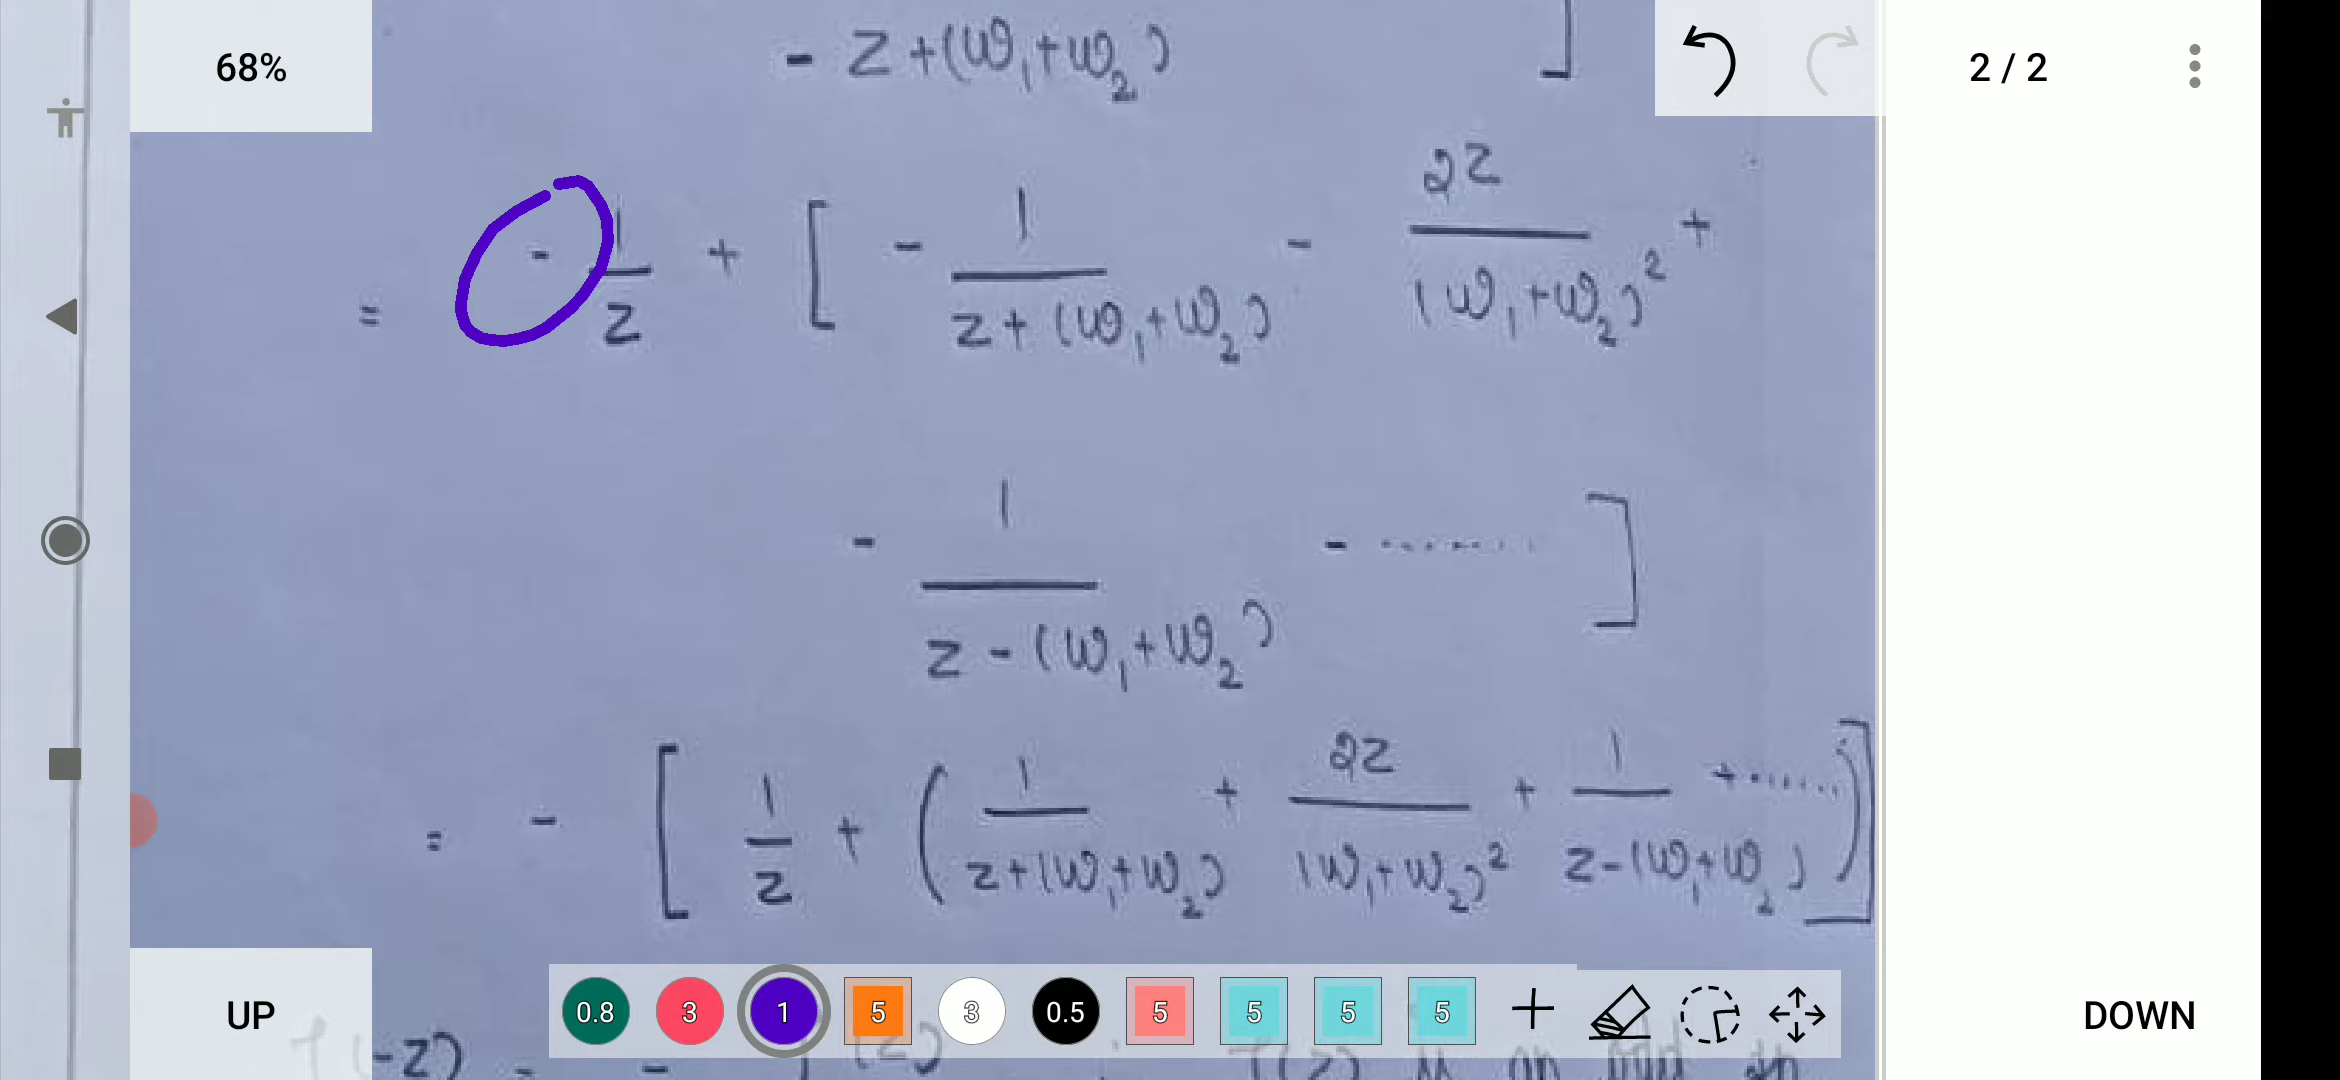 68%
2 / 2
- z + (ω₁+ω₂) ]
= - 1/z + [ - 1/(z + (ω₁+ω₂)) - 2z/(ω₁+ω₂)² +
- 1/(z - (ω₁+ω₂)) - ....... ]
= - [ 1/z + ( 1/(z+(ω₁+ω₂)) + 2z/(ω₁+ω₂)² + 1/(z-(ω₁+ω₂)) + ...... ) ]
UP
0.8 3 1 5 3 0.5 5 5 5 5
DOWN
(-z) = - (z)